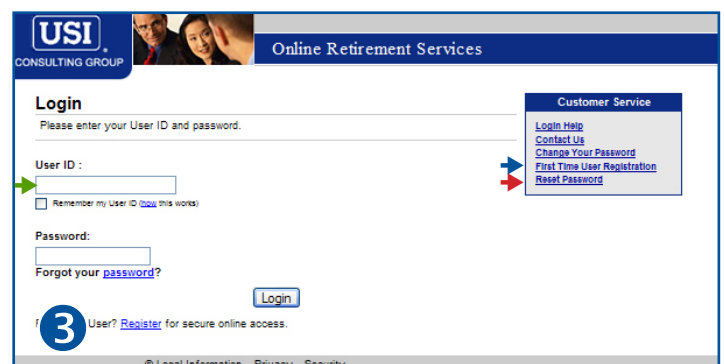 USI
CONSULTING GROUP
Online Retirement Services
Login
Please enter your User ID and password.
User ID :
Remember my User ID (how this works)
Password:
Forgot your password?
Login
User? Register for secure online access.
3
Customer Service
Login Help
Contact Us
Change Your Password
First Time User Registration
Reset Password
© Legal Information Privacy Security